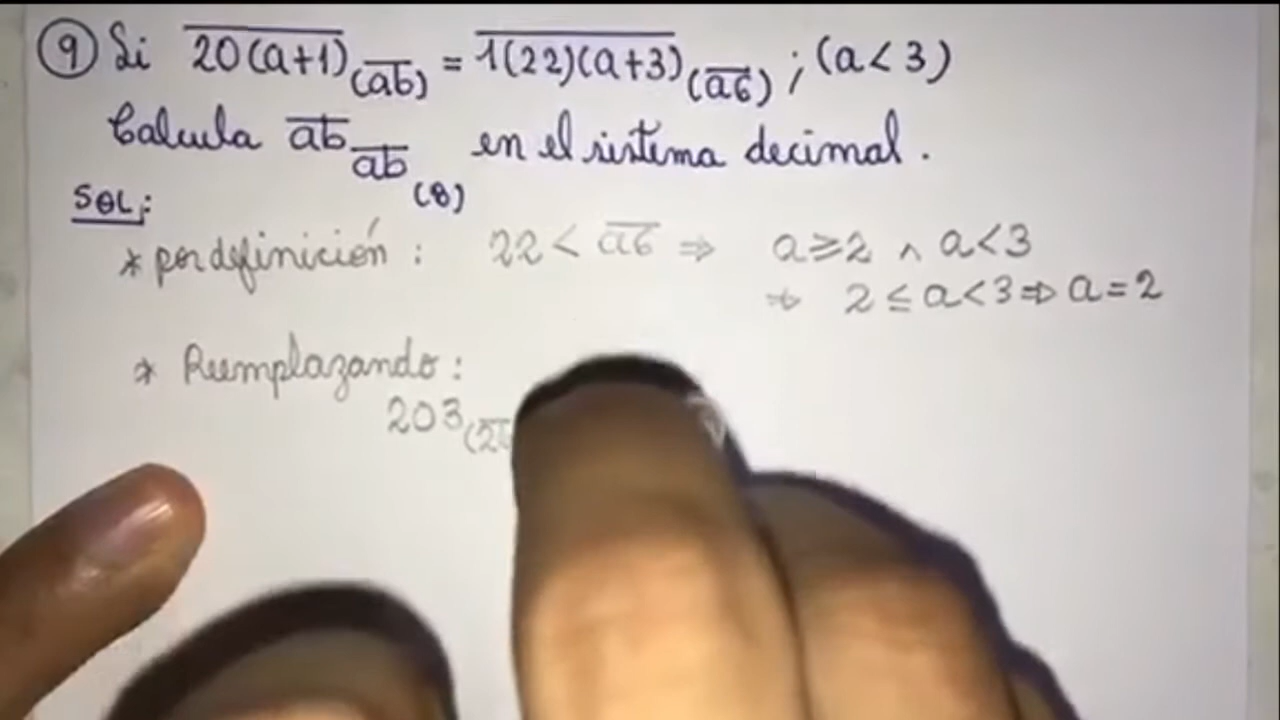 9 Si 20(a+1)(ab) = 1(22)(a+3)(a6) ; (a<3)
Calcula ab ab (8) en el sistema decimal.
SOL:
* por definición : 22 < a6 ⇒ a≥2 ∧ a<3
⇒ 2 ≤ a<3 ⇒ a=2
* Reemplazando :
203(2